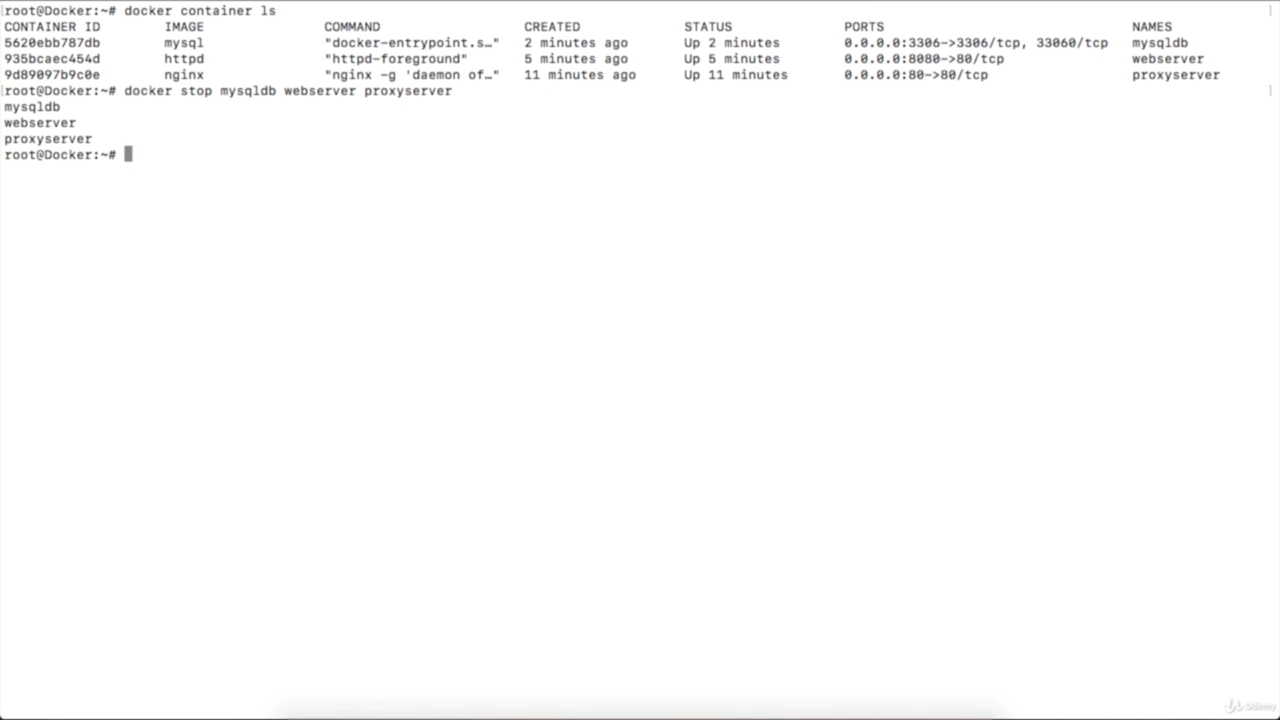 [root@Docker:~# docker container ls ]
CONTAINER ID IMAGE COMMAND CREATED STATUS PORTS NAMES
5620ebb787db mysql "docker-entrypoint.s…" 2 minutes ago Up 2 minutes 0.0.0.0:3306->3306/tcp, 33060/tcp mysqldb
935bcaec454d httpd "httpd-foreground" 5 minutes ago Up 5 minutes 0.0.0.0:8080->80/tcp webserver
9d89097b9c0e nginx "nginx -g 'daemon of…" 11 minutes ago Up 11 minutes 0.0.0.0:80->80/tcp proxyserver
[root@Docker:~# docker stop mysqldb webserver proxyserver ]
mysqldb
webserver
proxyserver
root@Docker:~#
Udemy